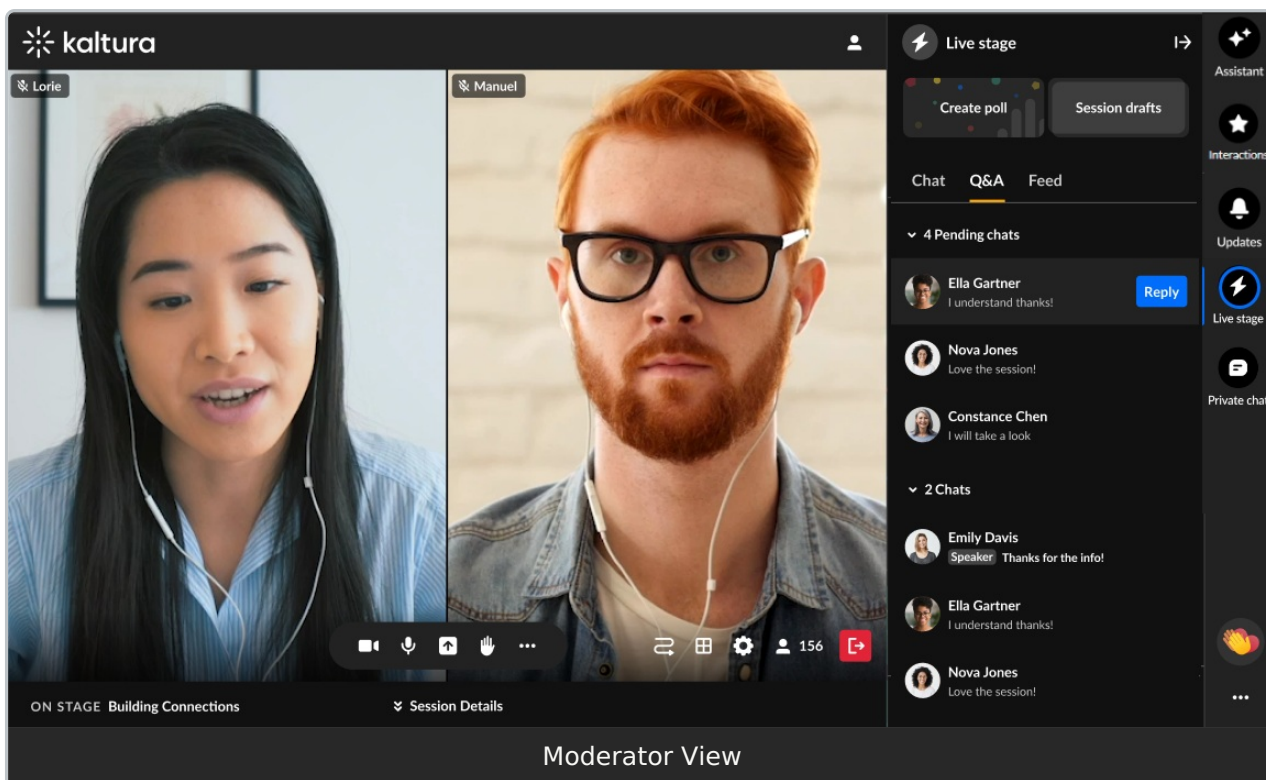 kaltura
Lorie
Manuel
ON STAGE Building Connections
Session Details
156
Live stage
Create poll
Session drafts
Chat Q&A Feed
4 Pending chats
Ella Gartner
I understand thanks!
Reply
Nova Jones
Love the session!
Constance Chen
I will take a look
2 Chats
Emily Davis
Speaker Thanks for the info!
Ella Gartner
I understand thanks!
Nova Jones
Love the session!
Assistant
Interactions
Updates
Live stage
Private chat
Moderator View